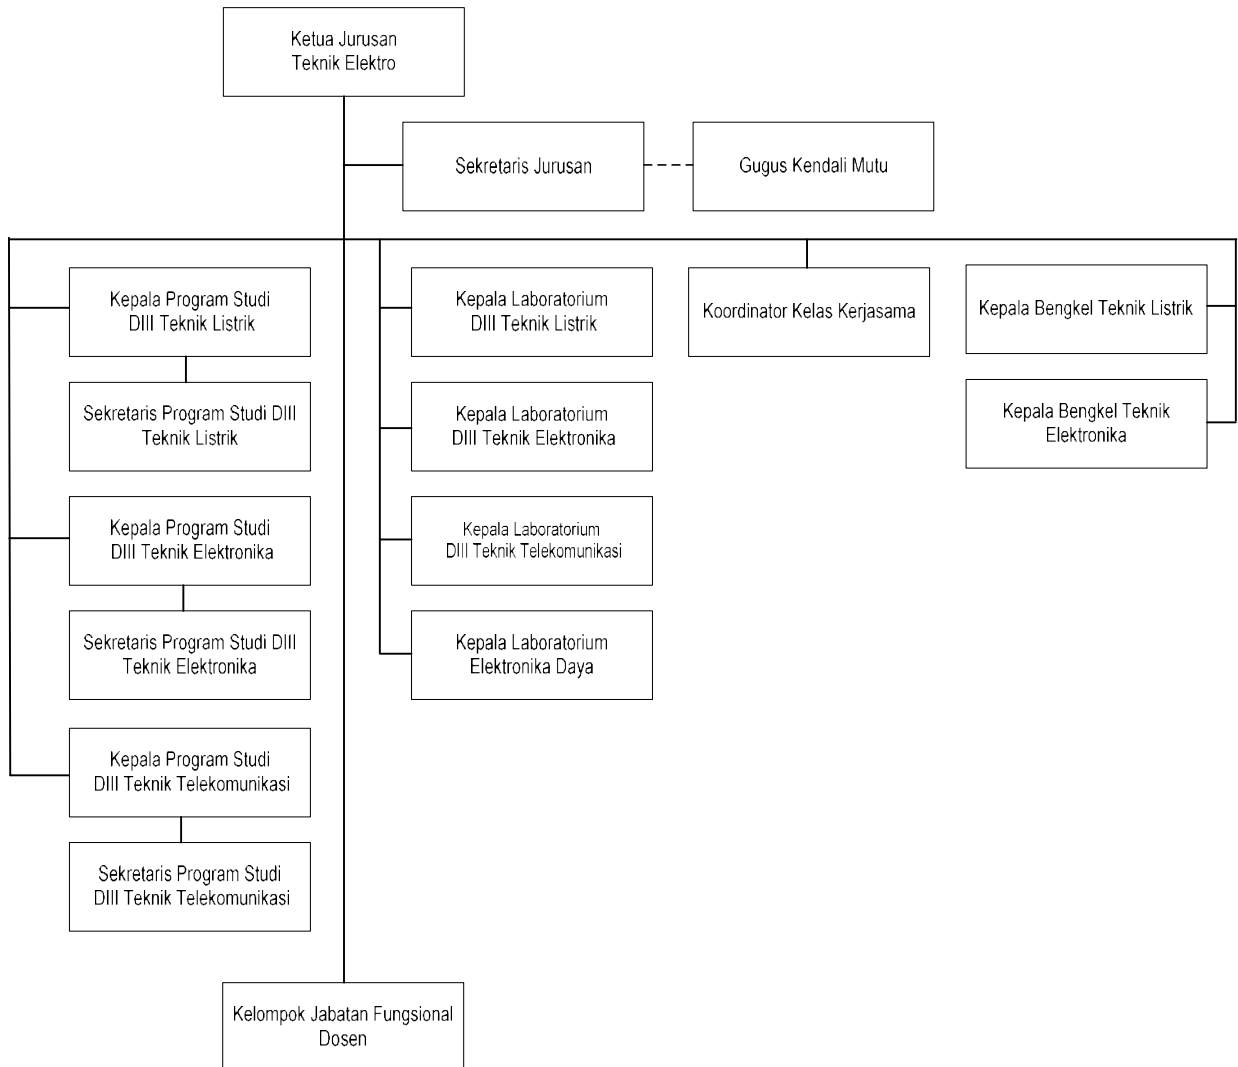 Ketua Jurusan
Teknik Elektro
Sekretaris Jurusan
Gugus Kendali Mutu
Kepala Program Studi
DIII Teknik Listrik
Sekretaris Program Studi DIII
Teknik Listrik
Kepala Program Studi
DIII Teknik Elektronika
Sekretaris Program Studi DIII
Teknik Elektronika
Kepala Program Studi
DIII Teknik Telekomunikasi
Sekretaris Program Studi
DIII Teknik Telekomunikasi
Kepala Laboratorium
DIII Teknik Listrik
Kepala Laboratorium
DIII Teknik Elektronika
Kepala Laboratorium
DIII Teknik Telekomunikasi
Kepala Laboratorium
Elektronika Daya
Koordinator Kelas Kerjasama
Kepala Bengkel Teknik Listrik
Kepala Bengkel Teknik
Elektronika
Kelompok Jabatan Fungsional
Dosen